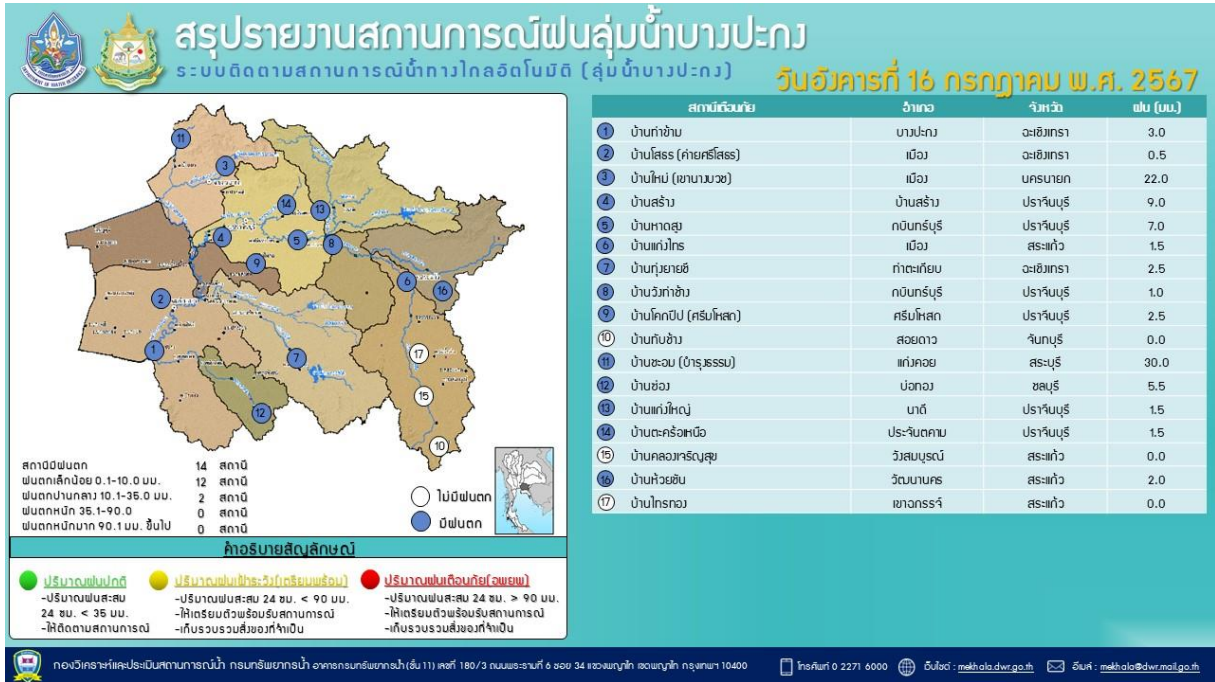 สรุปรายงานสถานการณ์ฝนลุ่มน้ำบางปะกง
ระบบติดตามสถานการณ์น้ำทางไกลอัตโนมัติ (ลุ่มน้ำบางปะกง)
วันอังคารที่ 16 กรกฎาคม พ.ศ. 2567
สถานีเตือนภัย อำเภอ จังหวัด ฝน (มม.)
1 บ้านท่าข้าม บางปะกง ฉะเชิงเทรา 3.0
2 บ้านโสธร (ค่ายศรีโสธร) เมือง ฉะเชิงเทรา 0.5
3 บ้านใหม่ (เขานางบวช) เมือง นครนายก 22.0
4 บ้านสร้าง บ้านสร้าง ปราจีนบุรี 9.0
5 บ้านหาดสูง กบินทร์บุรี ปราจีนบุรี 7.0
6 บ้านแก่งไทร เมือง สระแก้ว 1.5
7 บ้านทุ่งยายชี ท่าตะเกียบ ฉะเชิงเทรา 2.5
8 บ้านวังท่าช้าง กบินทร์บุรี ปราจีนบุรี 1.0
9 บ้านโคกปีป (ศรีมโหสถ) ศรีมโหสถ ปราจีนบุรี 2.5
10 บ้านทับช้าง สอยดาว จันทบุรี 0.0
11 บ้านชะอม (บำรุงธรรม) แก่งคอย สระบุรี 30.0
12 บ้านช่อง บ่อทอง ชลบุรี 5.5
13 บ้านแก่งใหญ่ นาดี ปราจีนบุรี 1.5
14 บ้านตะคร้อเหนือ ประจันตคาม ปราจีนบุรี 1.5
15 บ้านคลองเจริญสุข วังสมบูรณ์ สระแก้ว 0.0
16 บ้านห้วยชัน วัฒนานคร สระแก้ว 2.0
17 บ้านไทรทอง เขาฉกรรจ์ สระแก้ว 0.0
11
3
14
13
4
5
8
9
6
16
2
1
7
17
15
12
10
สถานีมีฝนตก 14 สถานี
ฝนตกเล็กน้อย 0.1-10.0 มม. 12 สถานี
ฝนตกปานกลาง 10.1-35.0 มม. 2 สถานี
ฝนตกหนัก 35.1-90.0 0 สถานี
ฝนตกหนักมาก 90.1 มม. ขึ้นไป 0 สถานี
ไม่มีฝนตก
มีฝนตก
คำอธิบายสัญลักษณ์
ปริมาณฝนปกติ
-ปริมาณฝนสะสม
24 ชม. < 35 มม.
-ให้ติดตามสถานการณ์
ปริมาณฝนเฝ้าระวัง(เตรียมพร้อม)
-ปริมาณฝนสะสม 24 ชม. < 90 มม.
-ให้เตรียมตัวพร้อมรับสถานการณ์
-เก็บรวบรวมสิ่งของที่จำเป็น
ปริมาณฝนเตือนภัย(อพยพ)
-ปริมาณฝนสะสม 24 ชม. > 90 มม.
-ให้เตรียมตัวพร้อมรับสถานการณ์
-เก็บรวบรวมสิ่งของที่จำเป็น
กองวิเคราะห์และประเมินสถานการณ์น้ำ กรมทรัพยากรน้ำ อาคารกรมทรัพยากรน้ำ(ชั้น 11) เลขที่ 180/3 ถนนพระรามที่ 6 ซอย 34 แขวงพญาไท เขตพญาไท กรุงเทพฯ 10400
โทรศัพท์ 0 2271 6000
เว็บไซต์ : mekhala.dwr.go.th
อีเมล์ : mekhala@dwr.mail.go.th